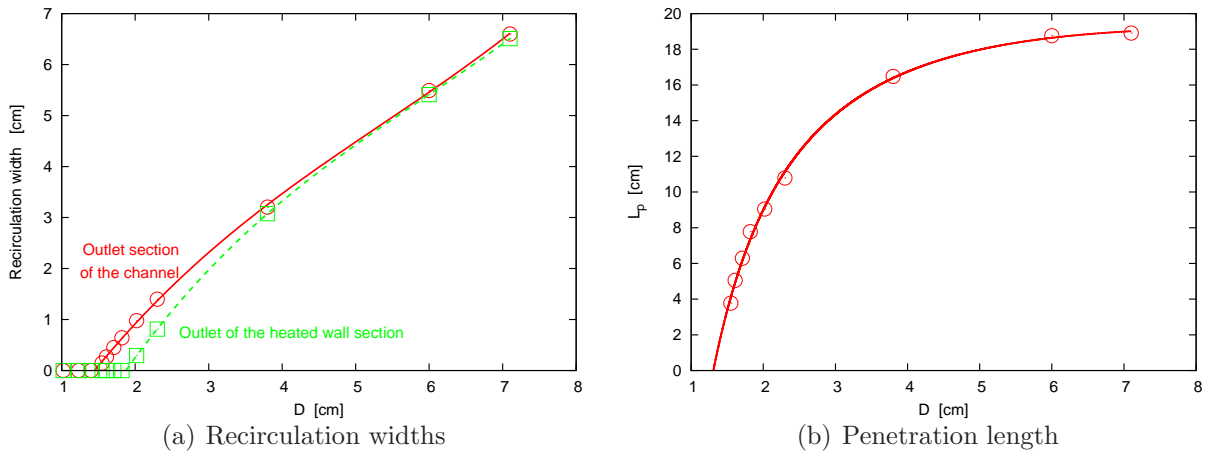 7
6
5
4
3
2
1
0
Recirculation width [cm]
Outlet section
of the channel
Outlet of the heated wall section
1 2 3 4 5 6 7 8
D [cm]
(a) Recirculation widths
20
18
16
14
12
10
8
6
4
2
0
Lp [cm]
0 1 2 3 4 5 6 7 8
D [cm]
(b) Penetration length